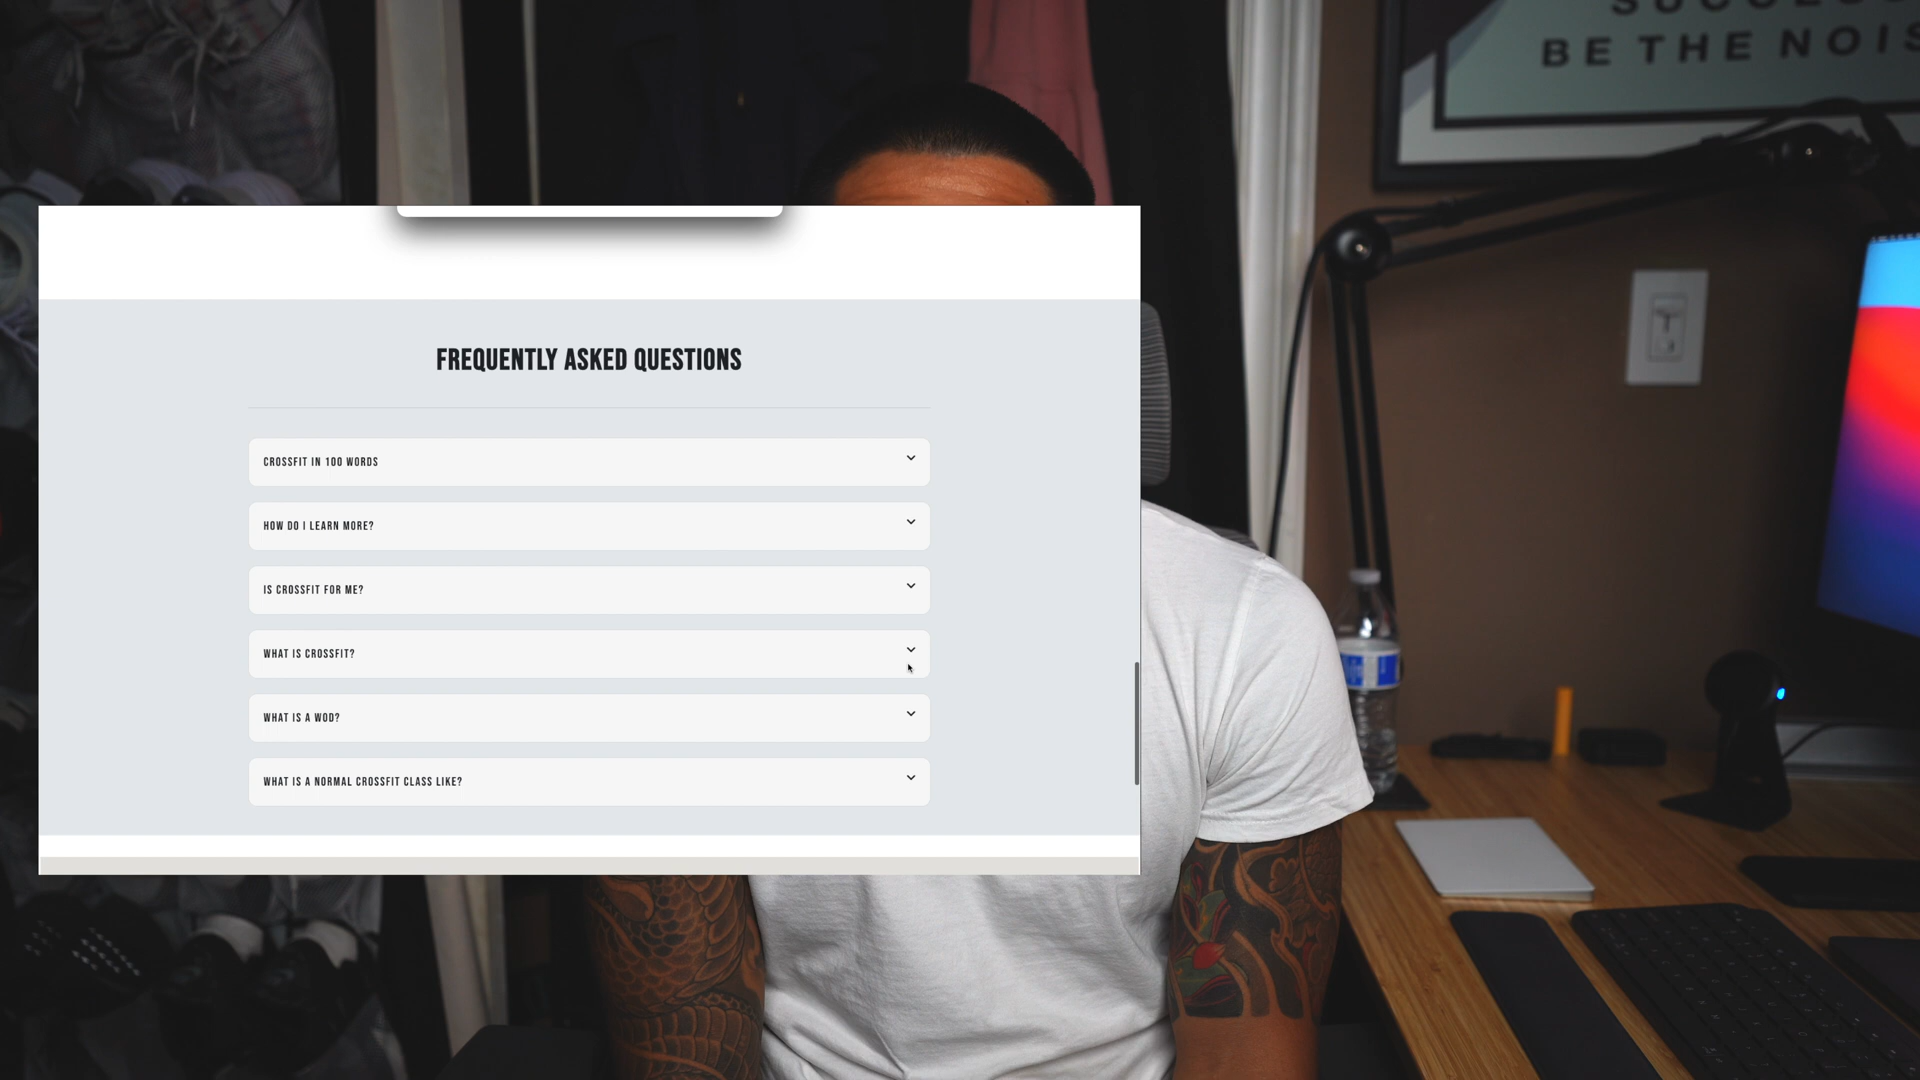 BE THE NOIS
FREQUENTLY ASKED QUESTIONS
CROSSFIT IN 100 WORDS
HOW DO I LEARN MORE?
IS CROSSFIT FOR ME?
WHAT IS CROSSFIT?
WHAT IS A WOD?
WHAT IS A NORMAL CROSSFIT CLASS LIKE?